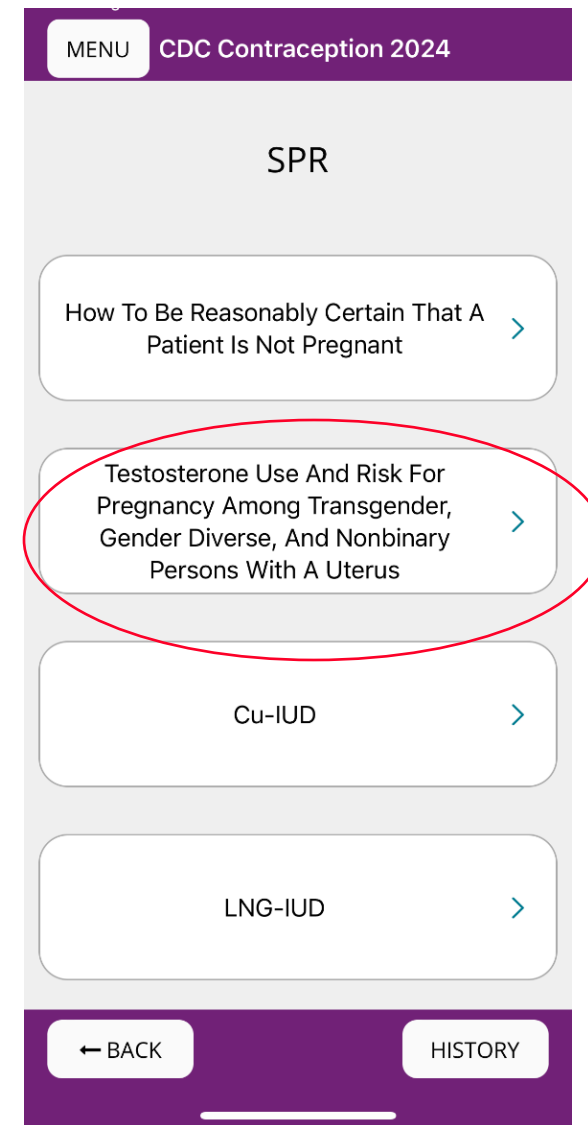 MENU CDC Contraception 2024
SPR
How To Be Reasonably Certain That A
Patient Is Not Pregnant
Testosterone Use And Risk For
Pregnancy Among Transgender,
Gender Diverse, And Nonbinary
Persons With A Uterus
Cu-IUD
LNG-IUD
← BACK HISTORY